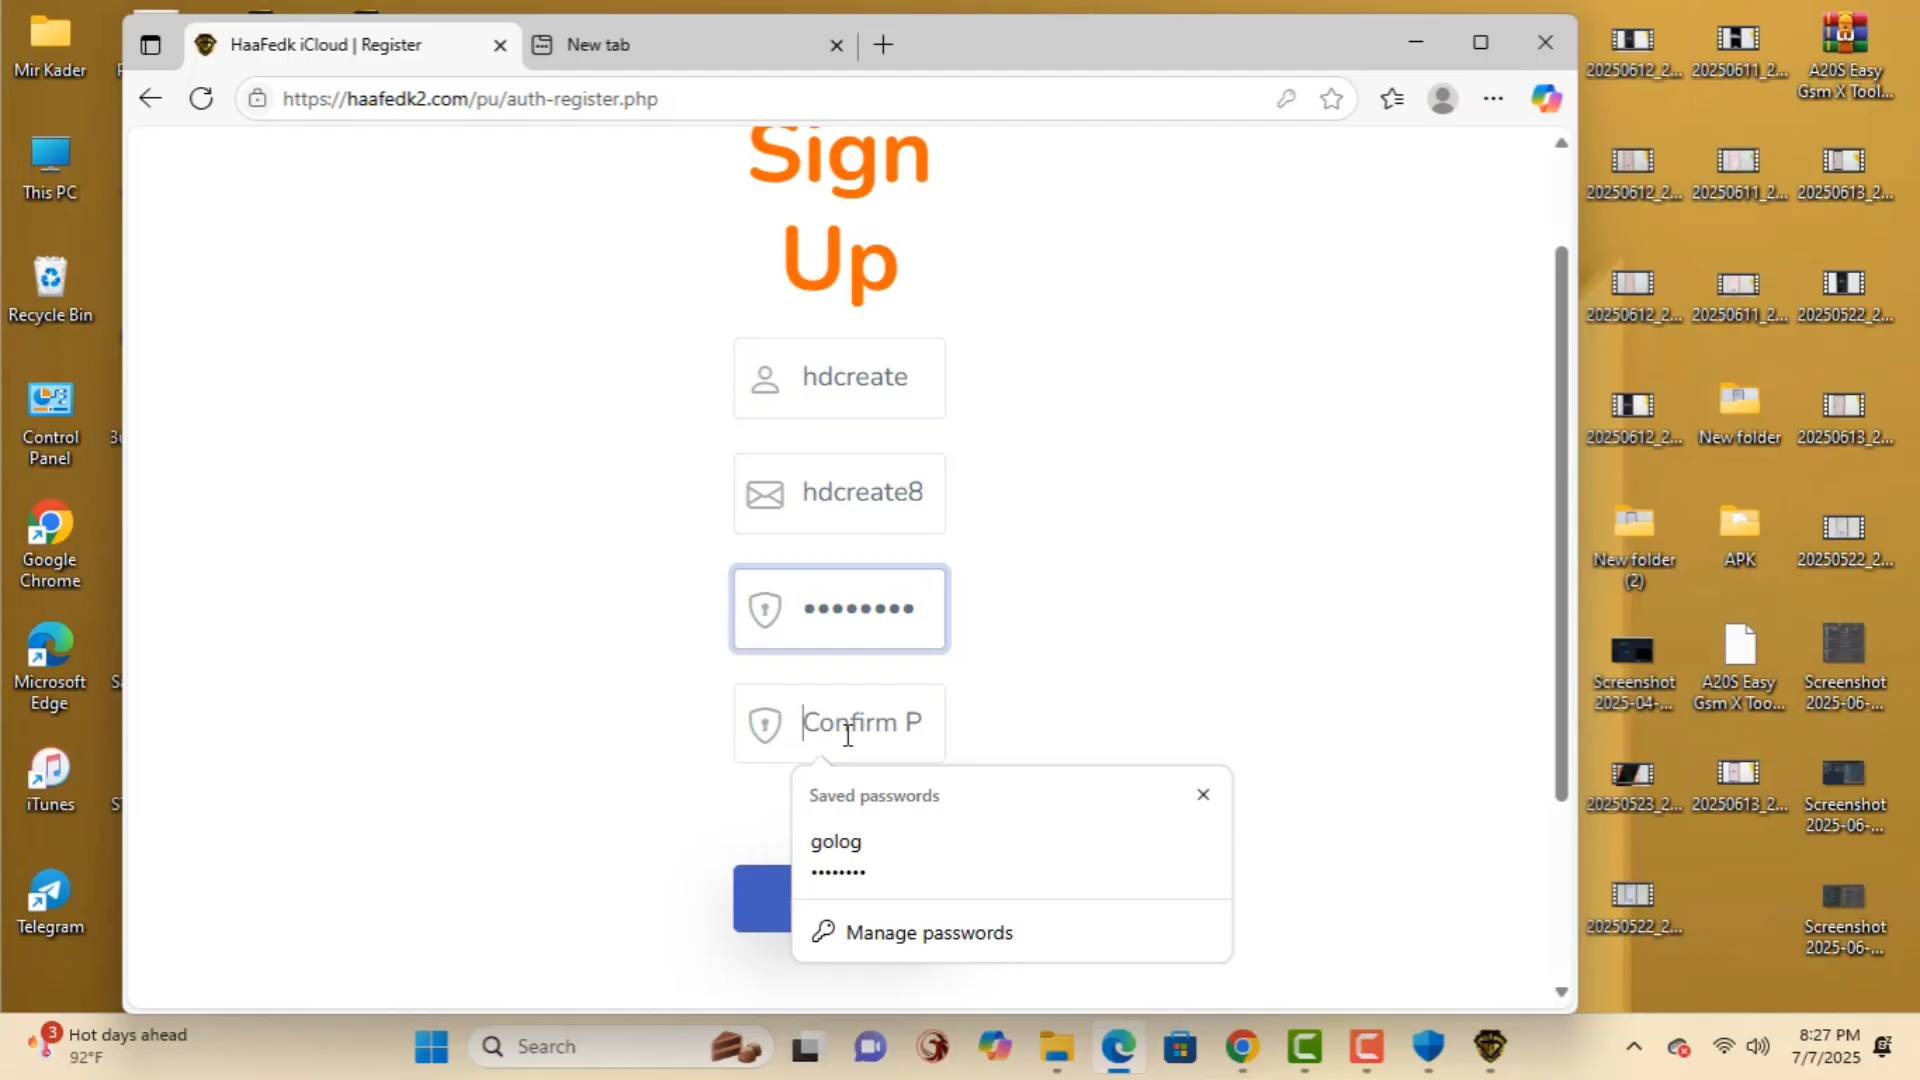 HaaFedk iCloud | Register
New tab
https://haafedk2.com/pu/auth-register.php
Sign
Up
hdcreate
hdcreate8
Confirm P
Saved passwords
golog
Manage passwords
Mir Kader
This PC
Recycle Bin
Control
Panel
Google
Chrome
Microsoft
Edge
iTunes
Telegram
20250612_2...
20250611_2...
A20S Easy
Gsm X Tool...
20250612_2...
20250611_2...
20250613_2...
20250612_2...
20250611_2...
20250522_2...
20250612_2...
New folder
20250613_2...
New folder
(2)
APK
20250522_2...
Screenshot
2025-04-...
A20S Easy
Gsm X Too...
Screenshot
2025-06-...
20250523_2...
20250613_2...
Screenshot
2025-06-...
20250522_2...
Screenshot
2025-06-...
3
Hot days ahead
92°F
Search
8:27 PM
7/7/2025